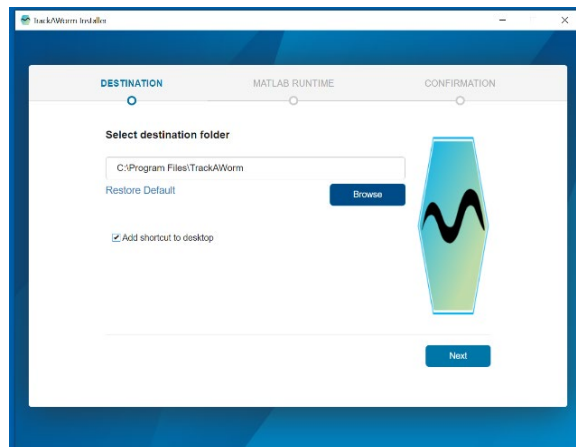 TrackAWorm Installer
DESTINATION MATLAB RUNTIME CONFIRMATION
Select destination folder
C:\Program Files\TrackAWorm
Restore Default Browse
Add shortcut to desktop
Next